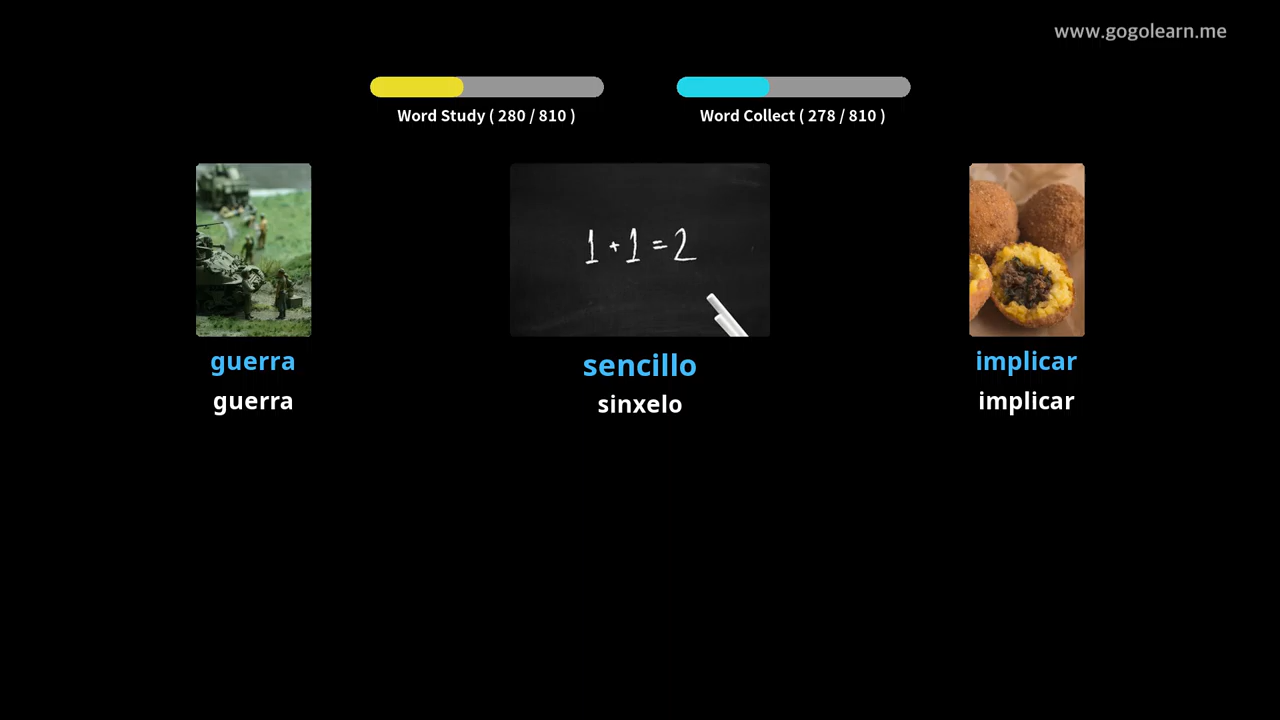 www.gogolearn.me
Word Study ( 280 / 810 )
Word Collect ( 278 / 810 )
1+1=2
guerra
guerra
sencillo
sinxelo
implicar
implicar